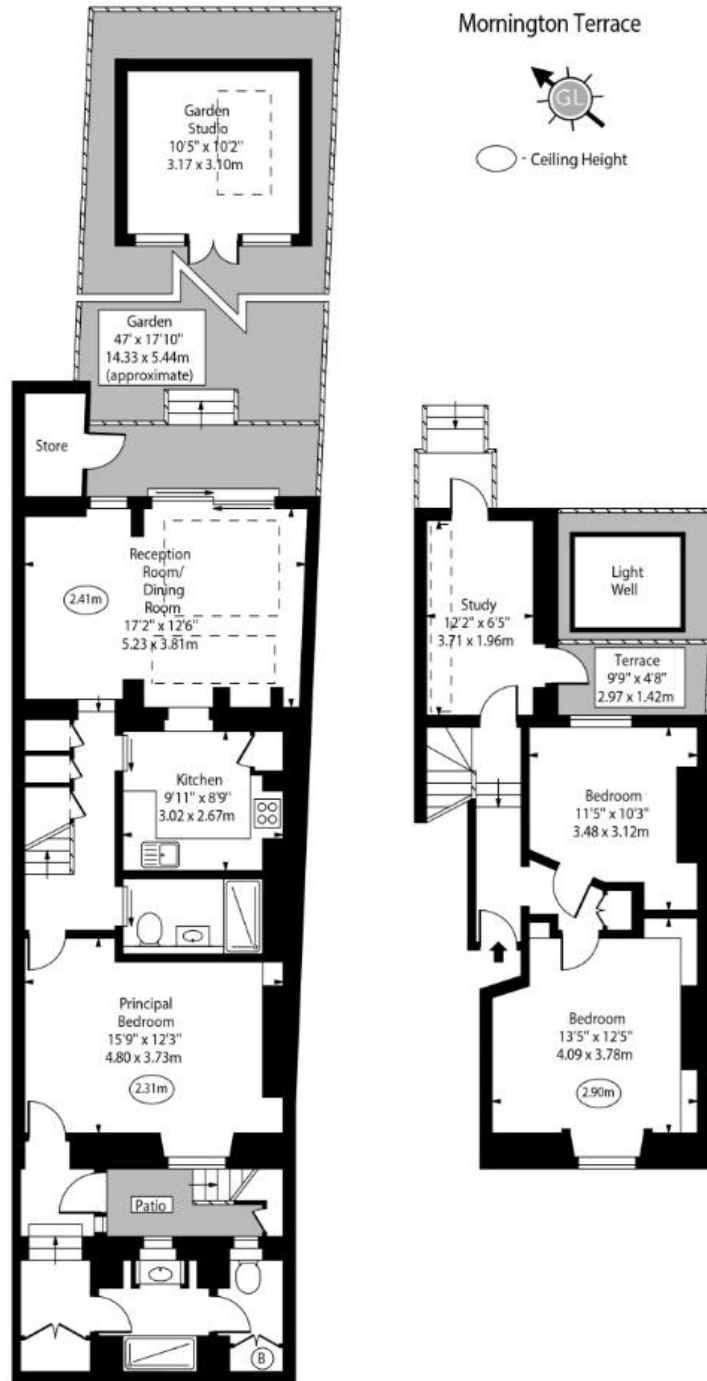 Mornington Terrace
GL
- Ceiling Height
Garden
Studio
10'5" x 10'2"
3.17 x 3.10m
Garden
47' x 17'10"
14.33 x 5.44m
(approximate)
Store
Reception
Room/
Dining
Room
17'2" x 12'6"
5.23 x 3.81m
2.41m
Kitchen
9'11" x 8'9"
3.02 x 2.67m
Principal
Bedroom
15'9" x 12'3"
4.80 x 3.73m
2.31m
Patio
B
Study
12'2" x 6'5"
3.71 x 1.96m
Light
Well
Terrace
9'9" x 4'8"
2.97 x 1.42m
Bedroom
11'5" x 10'3"
3.48 x 3.12m
Bedroom
13'5" x 12'5"
4.09 x 3.78m
2.90m